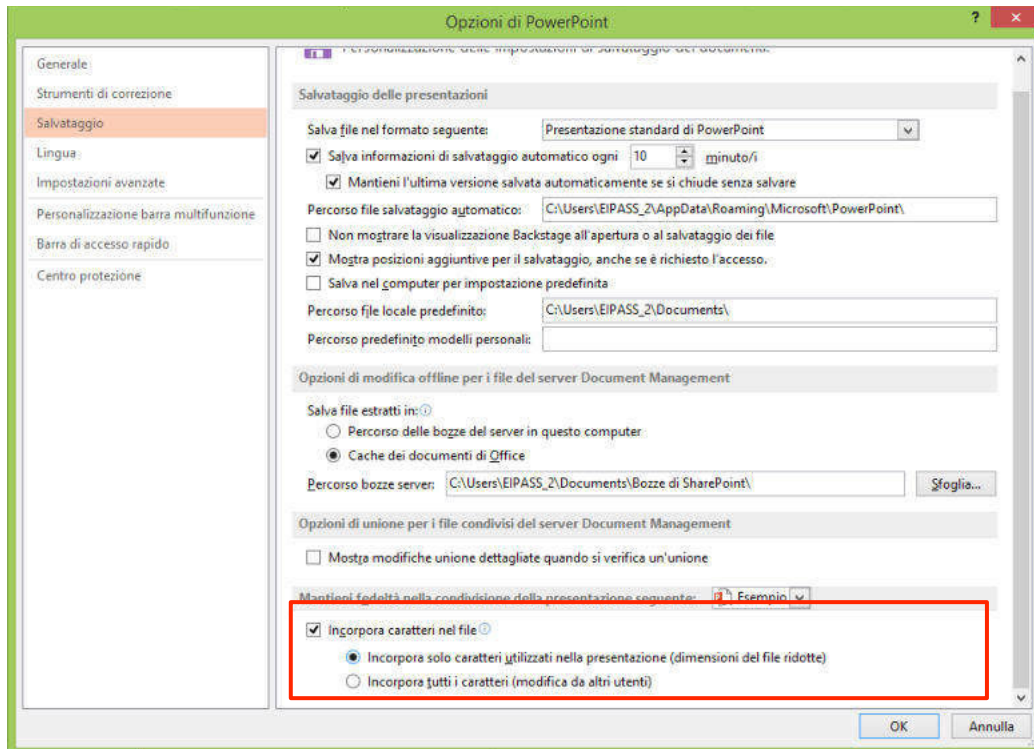 Opzioni di PowerPoint
?
Generale
Strumenti di correzione
Salvataggio
Lingua
Impostazioni avanzate
Personalizzazione barra multifunzione
Barra di accesso rapido
Centro protezione
Personalizzazione delle impostazioni di salvataggio dei documenti.
Salvataggio delle presentazioni
Salva file nel formato seguente: Presentazione standard di PowerPoint
Salva informazioni di salvataggio automatico ogni 10 minuto/i
Mantieni l'ultima versione salvata automaticamente se si chiude senza salvare
Percorso file salvataggio automatico: C:\Users\EIPASS_2\AppData\Roaming\Microsoft\PowerPoint\
Non mostrare la visualizzazione Backstage all'apertura o al salvataggio dei file
Mostra posizioni aggiuntive per il salvataggio, anche se è richiesto l'accesso.
Salva nel computer per impostazione predefinita
Percorso file locale predefinito: C:\Users\EIPASS_2\Documents\
Percorso predefinito modelli personali:
Opzioni di modifica offline per i file del server Document Management
Salva file estratti in:
Percorso delle bozze del server in questo computer
Cache dei documenti di Office
Percorso bozze server: C:\Users\EIPASS_2\Documents\Bozze di SharePoint\ Sfoglia...
Opzioni di unione per i file condivisi del server Document Management
Mostra modifiche unione dettagliate quando si verifica un'unione
Mantieni fedeltà nella condivisione della presentazione seguente: Esempio
Incorpora caratteri nel file
Incorpora solo caratteri utilizzati nella presentazione (dimensioni del file ridotte)
Incorpora tutti i caratteri (modifica da altri utenti)
OK Annulla